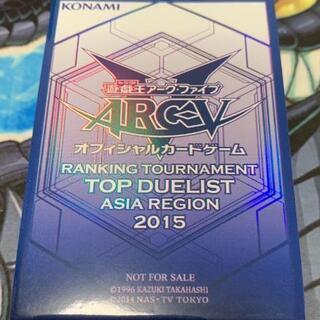 KONAMI
遊戯王アーク・ファイブ
ARC-V
オフィシャルカードゲーム
RANKING TOURNAMENT
TOP DUELIST
ASIA REGION
2015
NOT FOR SALE
©1996 KAZUKI TAKAHASHI
©2014 NAS・TV TOKYO